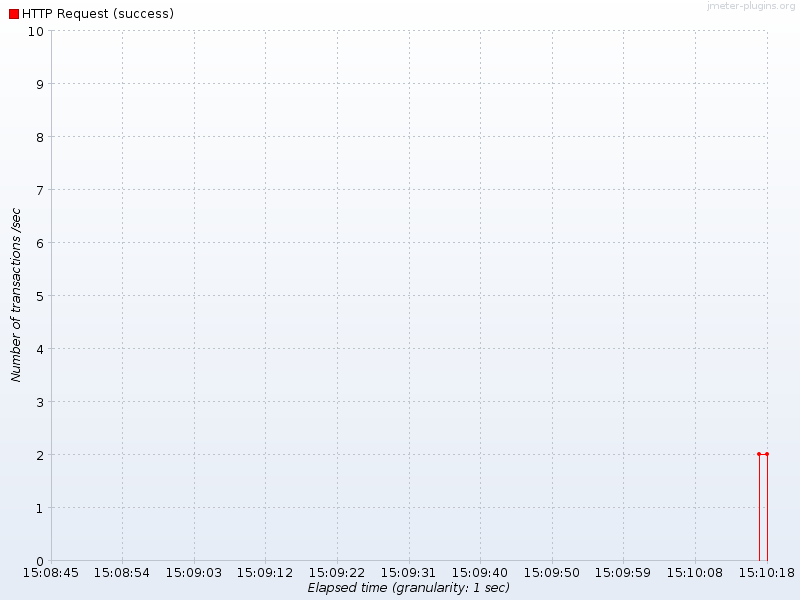 HTTP Request (success)
jmeter-plugins.org
10
9
8
7
6
5
4
3
2
1
0
Number of transactions /sec
15:08:45 15:08:54 15:09:03 15:09:12 15:09:22 15:09:31 15:09:40 15:09:50 15:09:59 15:10:08 15:10:18
Elapsed time (granularity: 1 sec)